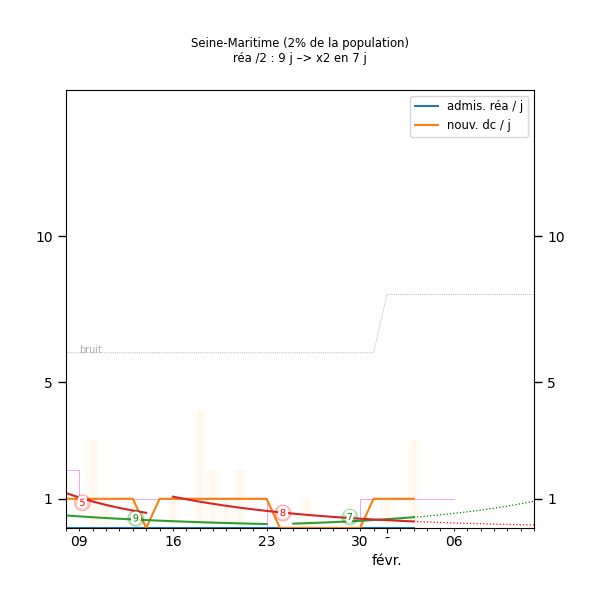 Seine-Maritime (2% de la population)
réa /2 : 9 j –> x2 en 7 j
admis. réa / j
nouv. dc / j
10 10
bruit
5 5
1 1
5 9 8 7
09 16 23 30 - 06
févr.